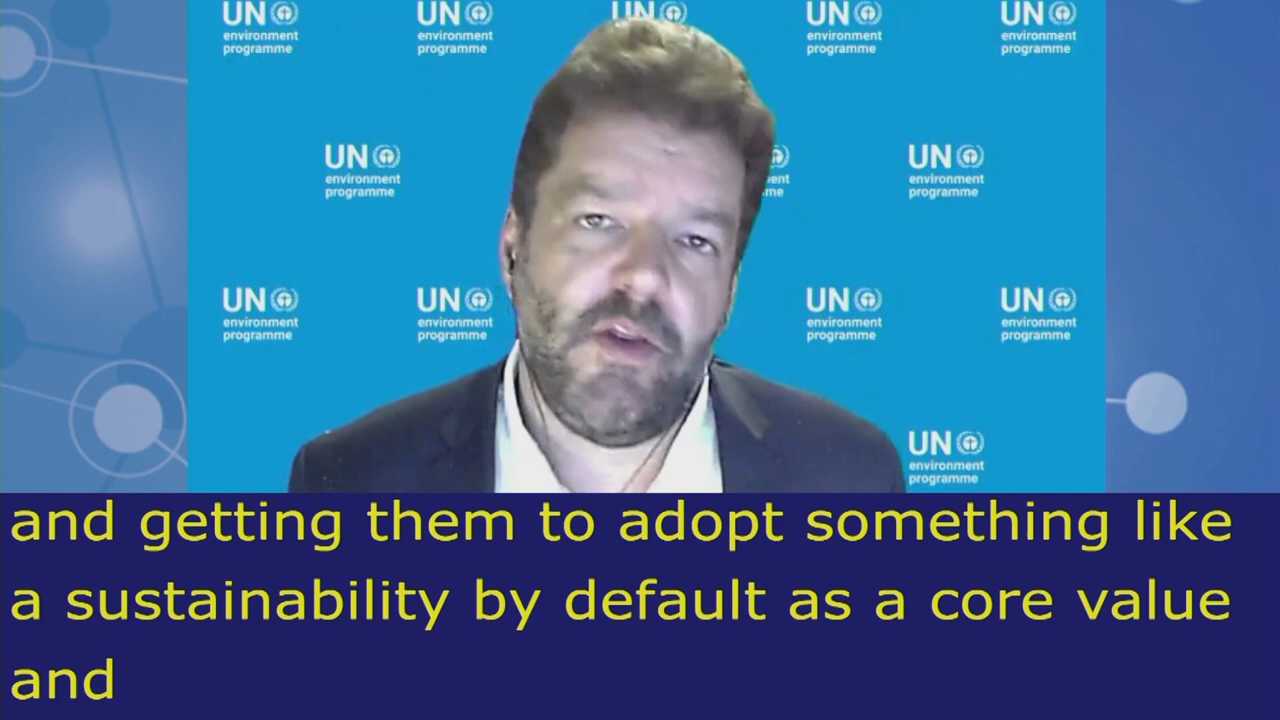 UN UN UN UN UN
environment environment environment environment
programme programme programme programme
UN UN
environment ent environment
programme me programme
UN UN UN UN
environment environment environment environment
programme programme programme programme
UN
environment
programme
and getting them to adopt something like
a sustainability by default as a core value
and